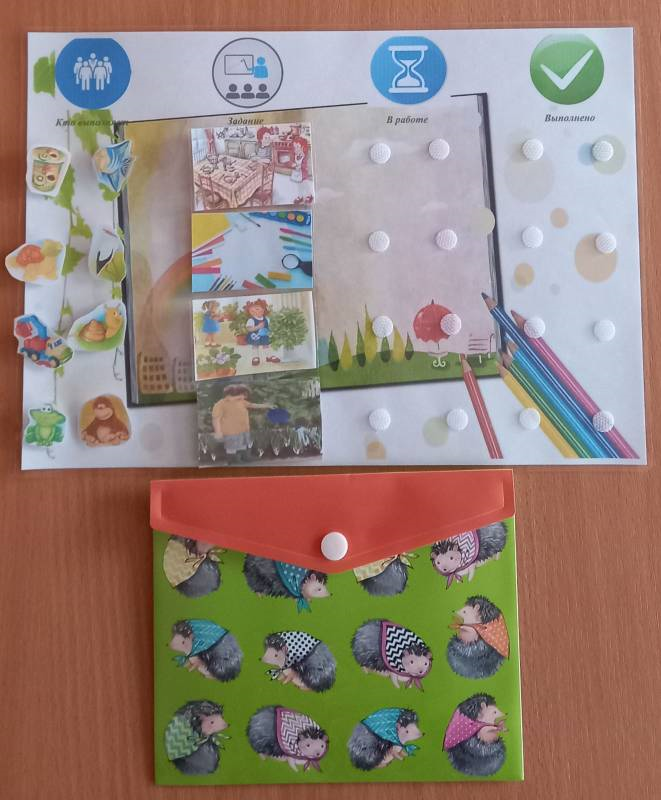 Кто выполняет
Задание
В работе
Выполнено